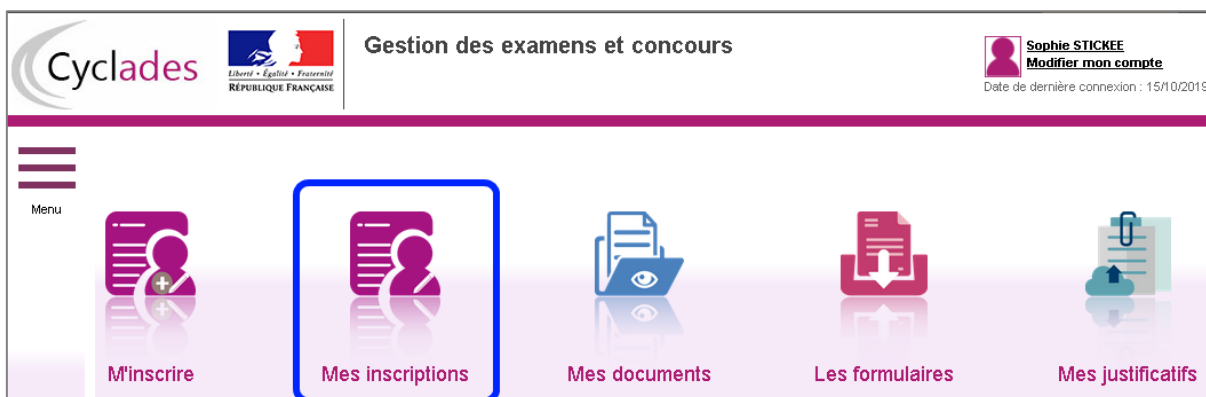 Cyclades
Liberté • Égalité • Fraternité
RÉPUBLIQUE FRANÇAISE
Gestion des examens et concours
Sophie STICKEE
Modifier mon compte
Date de dernière connexion : 15/10/2019
Menu
M'inscrire
Mes inscriptions
Mes documents
Les formulaires
Mes justificatifs